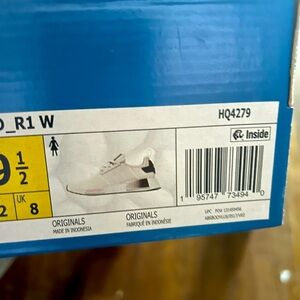 D_R1 W
HQ4279
Inside
9 1/2
UK
2
8
ORIGINALS
MADE IN INDONESIA
ORIGINALS
FABRIQUÉ EN INDONÉSIE
1 95747 73494 0
UPC